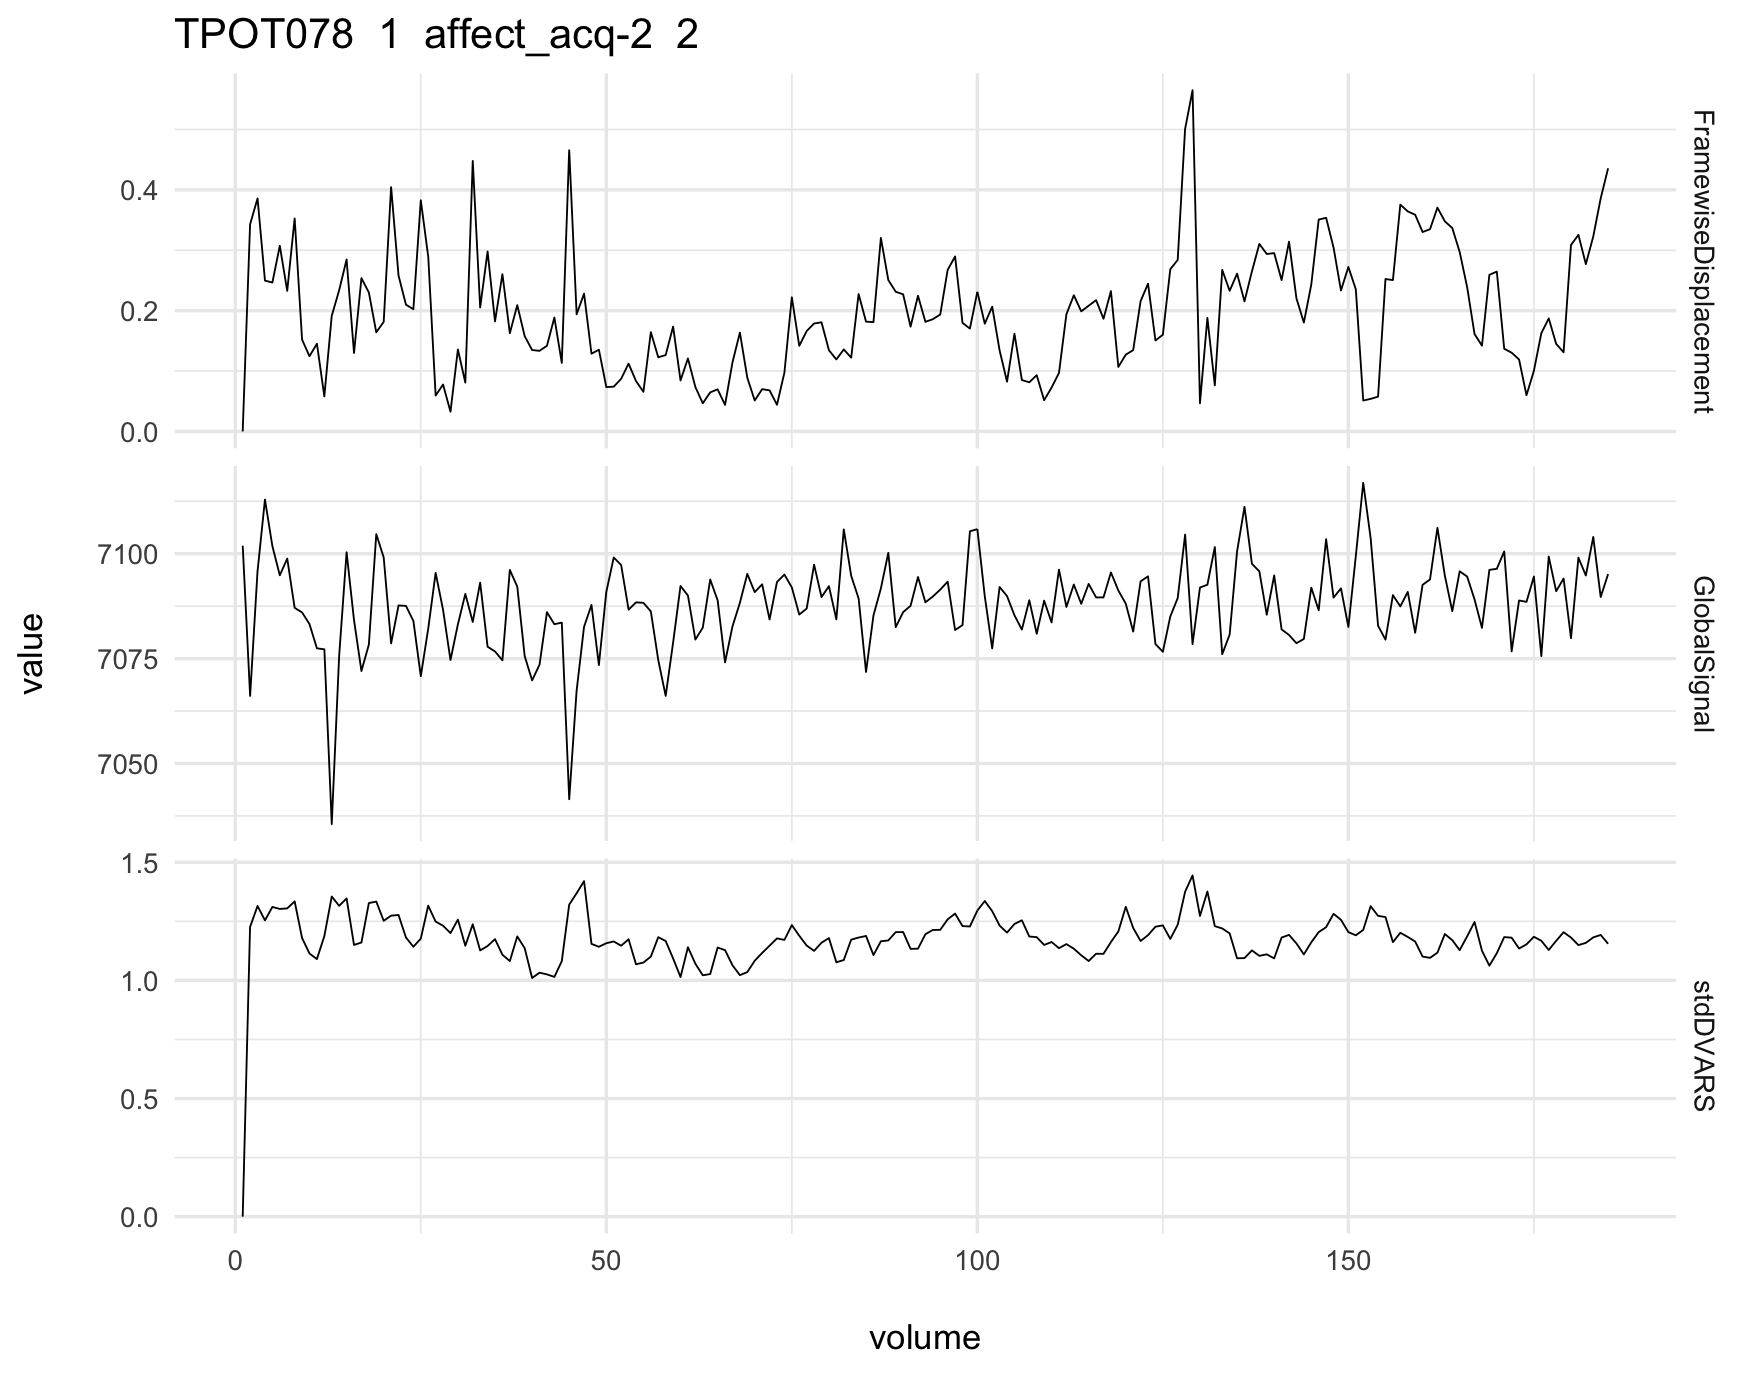 TPOT078  1  affect_acq-2  2
0.4
0.2
0.0
FramewiseDisplacement
7100
7075
7050
GlobalSignal
value
1.5
1.0
0.5
0.0
stdDVARS
0 50 100 150
volume